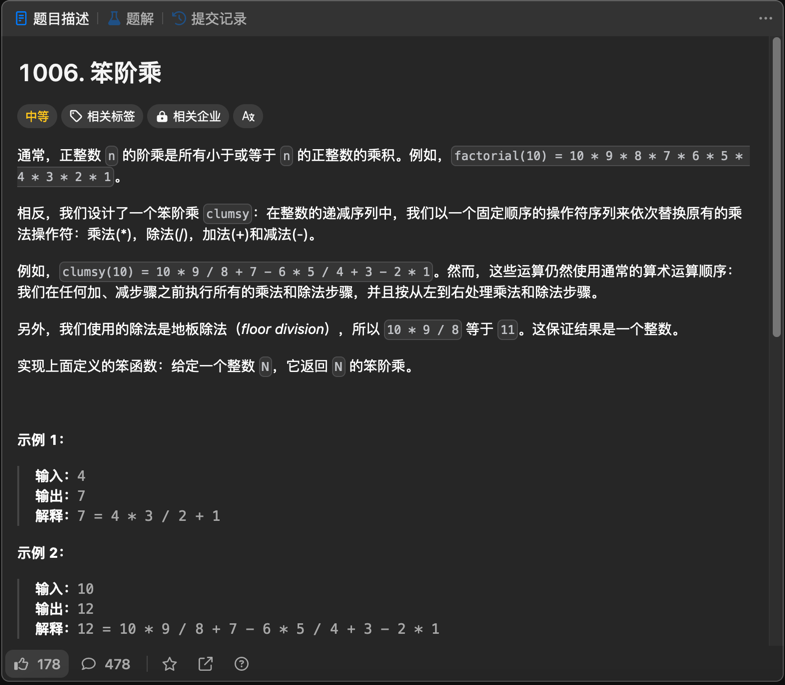 题目描述 题解 提交记录
1006. 笨阶乘
中等 相关标签 相关企业
通常，正整数 n 的阶乘是所有小于或等于 n 的正整数的乘积。例如，factorial(10) = 10 * 9 * 8 * 7 * 6 * 5 *
4 * 3 * 2 * 1。
相反，我们设计了一个笨阶乘 clumsy：在整数的递减序列中，我们以一个固定顺序的操作符序列来依次替换原有的乘
法操作符：乘法(*)，除法(/)，加法(+)和减法(-)。
例如，clumsy(10) = 10 * 9 / 8 + 7 - 6 * 5 / 4 + 3 - 2 * 1。然而，这些运算仍然使用通常的算术运算顺序：
我们在任何加、减步骤之前执行所有的乘法和除法步骤，并且按从左到右处理乘法和除法步骤。
另外，我们使用的除法是地板除法（floor division），所以 10 * 9 / 8 等于 11。这保证结果是一个整数。
实现上面定义的笨函数：给定一个整数 N，它返回 N 的笨阶乘。
示例 1：
输入：4
输出：7
解释：7 = 4 * 3 / 2 + 1
示例 2：
输入：10
输出：12
解释：12 = 10 * 9 / 8 + 7 - 6 * 5 / 4 + 3 - 2 * 1
178 478